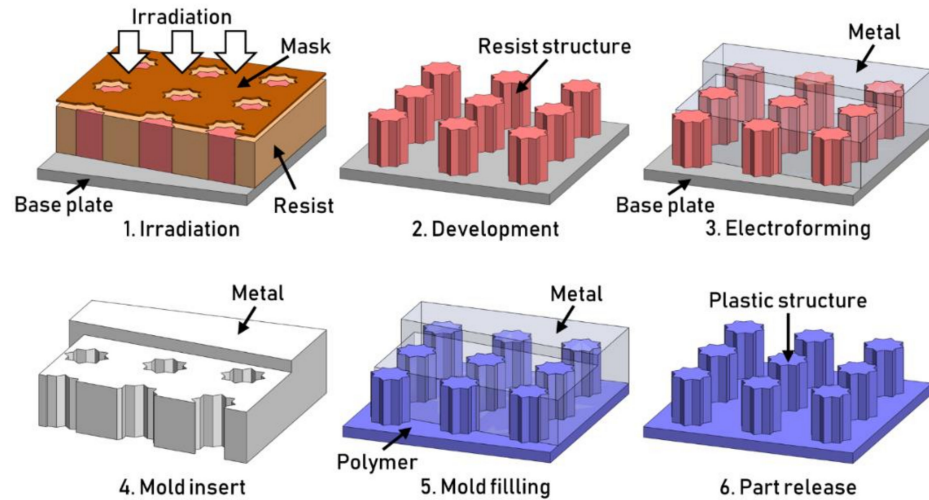 Irradiation
Mask
Base plate
Resist
1. Irradiation
Resist structure
2. Development
Metal
Base plate
3. Electroforming
Metal
4. Mold insert
Metal
Polymer
5. Mold fillling
Plastic structure
6. Part release